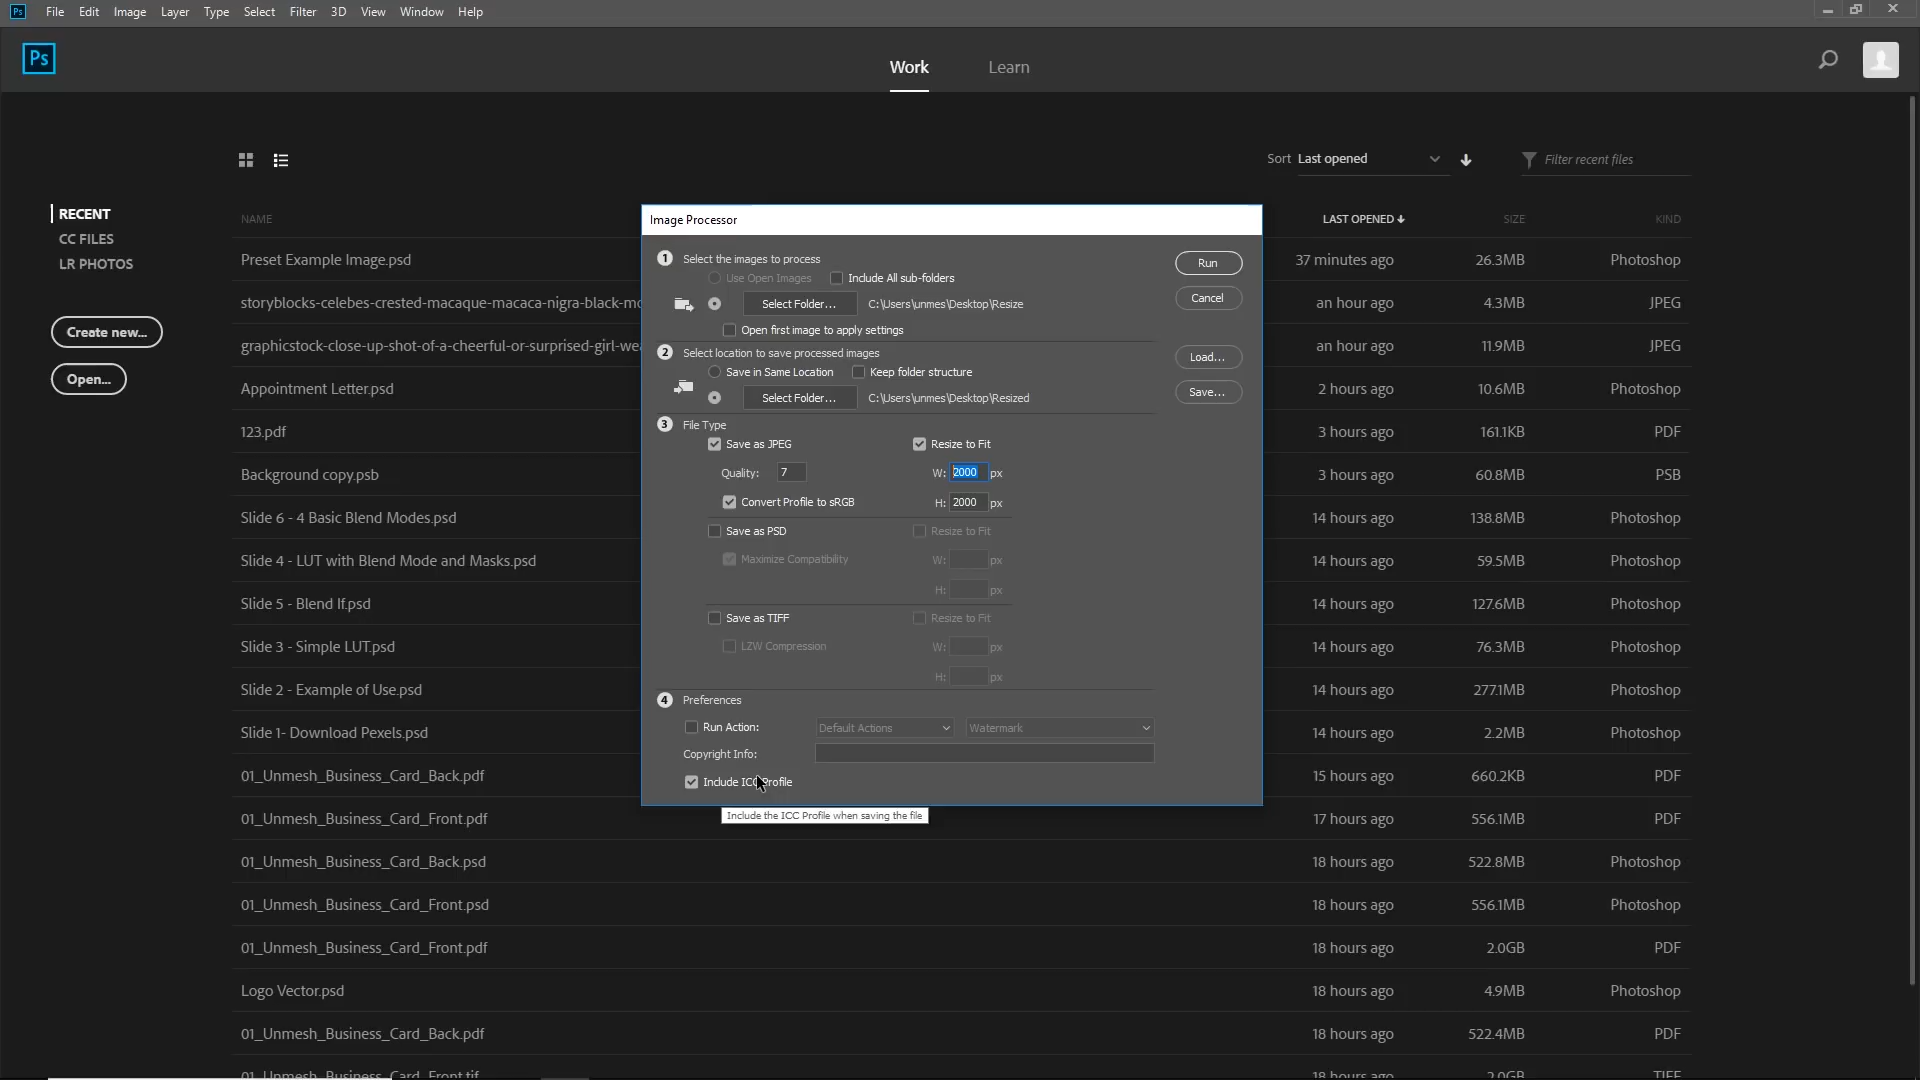 Ps File Edit Image Layer Type Select Filter 3D View Window Help
Ps
Work Learn
Sort Last opened Filter recent files
RECENT
CC FILES
LR PHOTOS
Create new...
Open...
NAME LAST OPENED SIZE KIND
Preset Example Image.psd 37 minutes ago 26.3MB Photoshop
storyblocks-celebes-crested-macaque-macaca-nigra-black-mo an hour ago 4.3MB JPEG
graphicstock-close-up-shot-of-a-cheerful-or-surprised-girl-wea an hour ago 11.9MB JPEG
Appointment Letter.psd 2 hours ago 10.6MB Photoshop
123.pdf 3 hours ago 161.1KB PDF
Background copy.psb 3 hours ago 60.8MB PSB
Slide 6 - 4 Basic Blend Modes.psd 14 hours ago 138.8MB Photoshop
Slide 4 - LUT with Blend Mode and Masks.psd 14 hours ago 59.5MB Photoshop
Slide 5 - Blend If.psd 14 hours ago 127.6MB Photoshop
Slide 3 - Simple LUT.psd 14 hours ago 76.3MB Photoshop
Slide 2 - Example of Use.psd 14 hours ago 277.1MB Photoshop
Slide 1- Download Pexels.psd 14 hours ago 2.2MB Photoshop
01_Unmesh_Business_Card_Back.pdf 15 hours ago 660.2KB PDF
01_Unmesh_Business_Card_Front.pdf 17 hours ago 556.1MB PDF
01_Unmesh_Business_Card_Back.psd 18 hours ago 522.8MB Photoshop
01_Unmesh_Business_Card_Front.psd 18 hours ago 556.1MB Photoshop
01_Unmesh_Business_Card_Front.pdf 18 hours ago 2.0GB PDF
Logo Vector.psd 18 hours ago 4.9MB Photoshop
01_Unmesh_Business_Card_Back.pdf 18 hours ago 522.4MB PDF
01_Unmesh_Business_Card_Front.tif 18 hours ago 2.0GB TIFF
Image Processor
1 Select the images to process
Use Open Images Include All sub-folders
Select Folder... C:\Users\unmes\Desktop\Resize
Open first image to apply settings
2 Select location to save processed images
Save in Same Location Keep folder structure
Select Folder... C:\Users\unmes\Desktop\Resized
3 File Type
Save as JPEG Resize to Fit
Quality: 7 W: 2000 px
Convert Profile to sRGB H: 2000 px
Save as PSD Resize to Fit
Maximize Compatibility W: px
H: px
Save as TIFF Resize to Fit
LZW Compression W: px
H: px
4 Preferences
Run Action: Default Actions Watermark
Copyright Info:
Include ICC Profile
Run
Cancel
Load...
Save...
Include the ICC Profile when saving the file